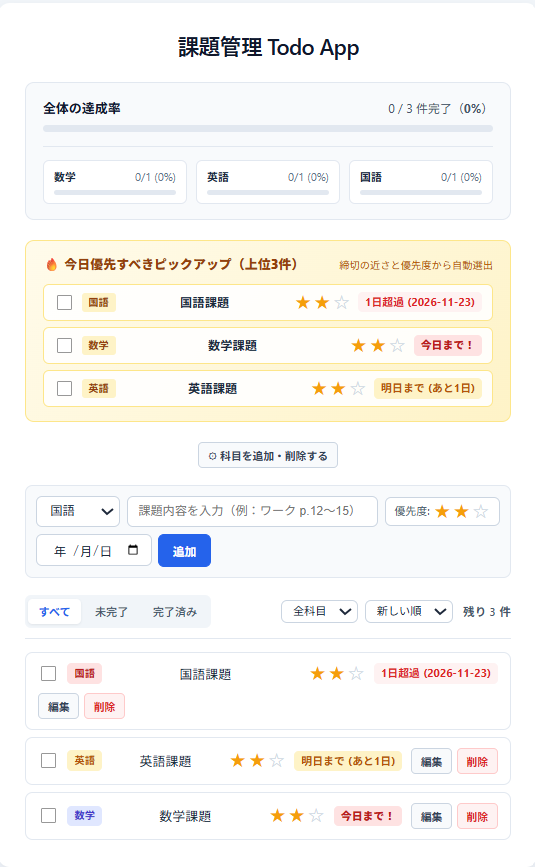 課題管理 Todo App
全体の達成率 0 / 3 件完了（0%）
数学 0/1 (0%) 英語 0/1 (0%) 国語 0/1 (0%)
🔥 今日優先すべきピックアップ（上位3件） 締切の近さと優先度から自動選出
国語 国語課題 ★★☆ 1日超過 (2026-11-23)
数学 数学課題 ★★☆ 今日まで！
英語 英語課題 ★★☆ 明日まで (あと1日)
⚙ 科目を追加・削除する
国語 課題内容を入力（例：ワーク p.12〜15） 優先度: ★★☆
年 /月/日 追加
すべて 未完了 完了済み 全科目 新しい順 残り 3 件
国語 国語課題 ★★☆ 1日超過 (2026-11-23)
編集 削除
英語 英語課題 ★★☆ 明日まで (あと1日) 編集 削除
数学 数学課題 ★★☆ 今日まで！ 編集 削除